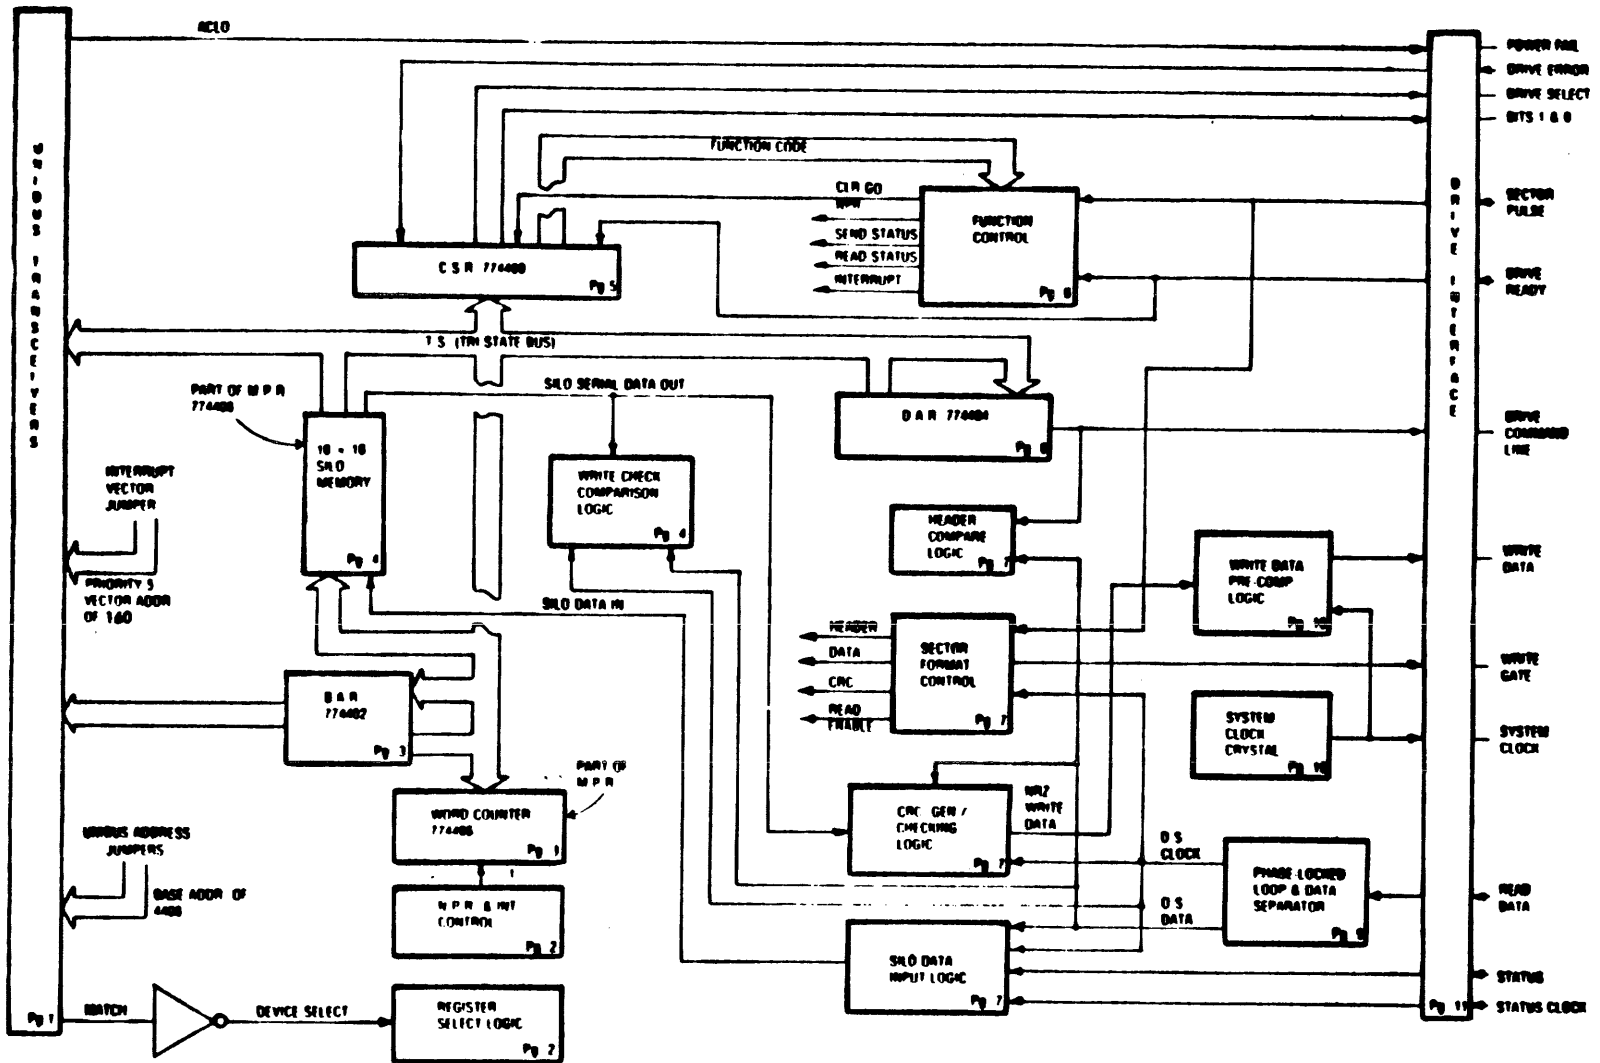 ACLO
POWER FAIL
DRIVE ERROR
DRIVE SELECT
BITS 1 & 0
UNIBUS TRANSCEIVERS
DRIVE INTERFACE
FUNCTION CODE
CLR GO
NPR
SEND STATUS
READ STATUS
INTERRUPT
FUNCTION
CONTROL
SECTOR
PULSE
DRIVE
READY
C S R 774400
Pg 5
Pg 6
T S (TRI STATE BUS)
PART OF M P R
774406
SILO SERIAL DATA OUT
D A R 774404
Pg 6
DRIVE
COMMAND
LINE
16 × 16
SILO
MEMORY
Pg 4
WRITE CHECK
COMPARISON
LOGIC
Pg 4
INTERRUPT
VECTOR
JUMPER
HEADER
COMPARE
LOGIC
Pg 7
WRITE DATA
PRE-COMP
LOGIC
Pg 10
WRITE
DATA
PRIORITY 5
VECTOR ADDR
OF 160
SILO DATA IN
HEADER
DATA
CRC
READ
ENABLE
SECTOR
FORMAT
CONTROL
Pg 7
WRITE
GATE
B A R
774402
Pg 3
SYSTEM
CLOCK
CRYSTAL
Pg 10
SYSTEM
CLOCK
PART OF
M P R
WORD COUNTER
774406
Pg 1
CRC GEN /
CHECKING
LOGIC
Pg 7
NRZ
WRITE
DATA
UNIBUS ADDRESS
JUMPERS
BASE ADDR OF
4400
N P R & INT
CONTROL
Pg 2
D S
CLOCK
D S
DATA
PHASE-LOCKED
LOOP & DATA
SEPARATOR
Pg 9
READ
DATA
SILO DATA
INPUT LOGIC
Pg 7
STATUS
STATUS CLOCK
Pg 1
MATCH
DEVICE SELECT
REGISTER
SELECT LOGIC
Pg 2
Pg 11